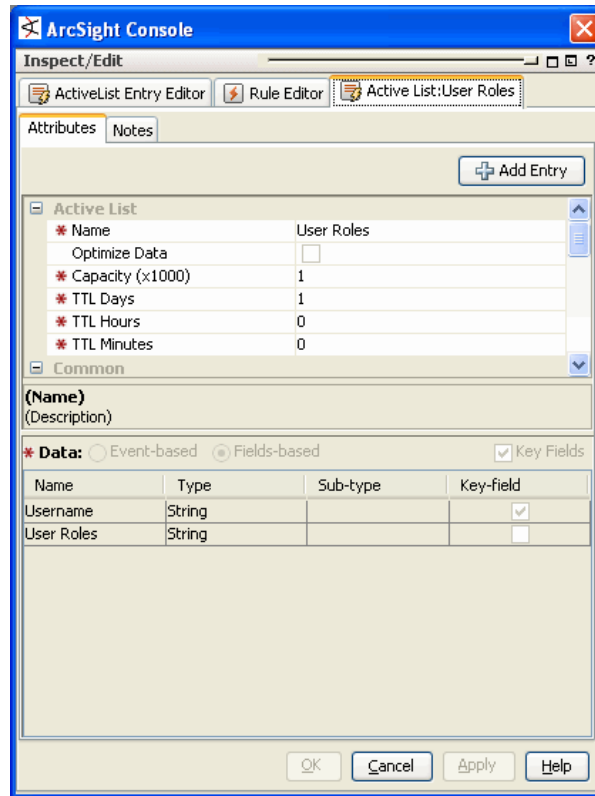 ArcSight Console
Inspect/Edit ?
ActiveList Entry Editor Rule Editor Active List:User Roles
Attributes Notes
Add Entry
Active List
* Name User Roles
Optimize Data
* Capacity (x1000) 1
* TTL Days 1
* TTL Hours 0
* TTL Minutes 0
Common
(Name)
(Description)
* Data: Event-based Fields-based Key Fields
Name Type Sub-type Key-field
Username String
User Roles String
OK Cancel Apply Help